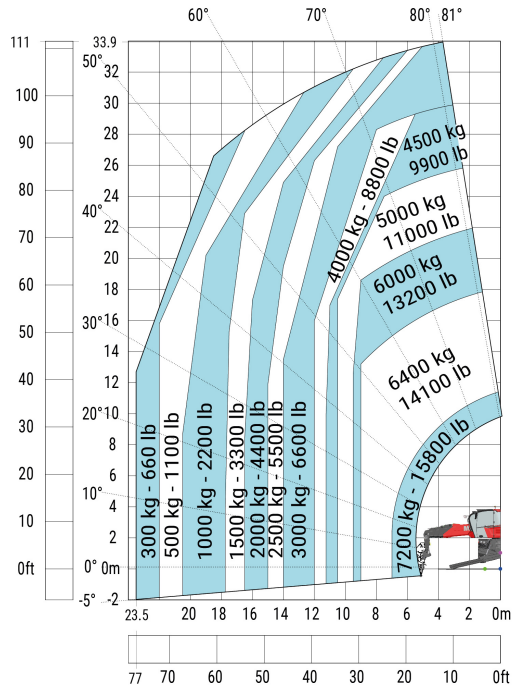 60° 70° 80° 81°
111 33.9
50°
32
100
30
90 28
4500 kg
9900 lb
26
4000 kg - 8800 lb
80 24
40°
5000 kg
11000 lb
70 22
20
6000 kg
13200 lb
60 18
50 30° 16
14
6400 kg
14100 lb
40 12
20° 10
30 8
300 kg - 660 lb
500 kg - 1100 lb
1000 kg - 2200 lb
1500 kg - 3300 lb
2000 kg - 4400 lb
2500 kg - 5500 lb
3000 kg - 6600 lb
7200 kg - 15800 lb
6
20
10° 4
10 2
0ft 0° 0m
-5° -2
23.5 20 18 16 14 12 10 8 6 4 2 0m
77 70 60 50 40 30 20 10 0ft